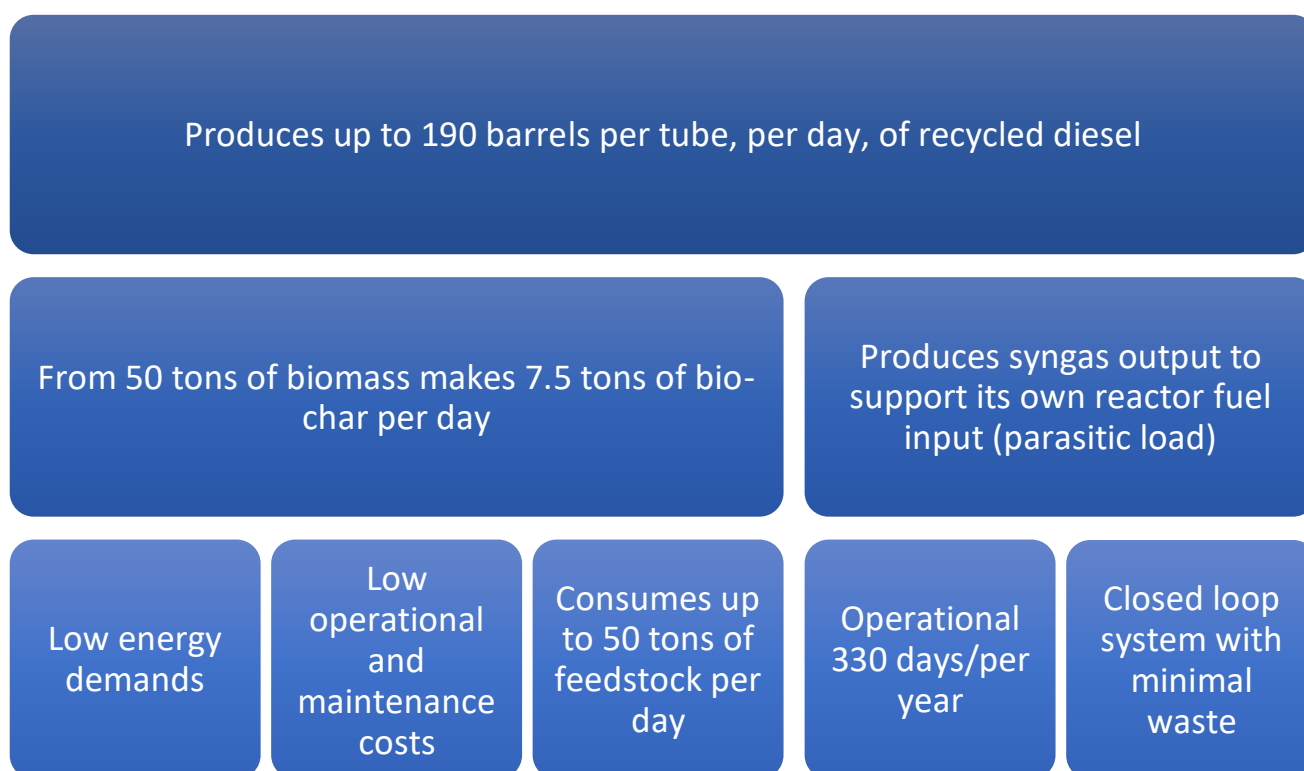 Produces up to 190 barrels per tube, per day, of recycled diesel
From 50 tons of biomass makes 7.5 tons of bio-
char per day
Produces syngas output to
support its own reactor fuel
input (parasitic load)
Low energy
demands
Low
operational
and
maintenance
costs
Consumes up
to 50 tons of
feedstock per
day
Operational
330 days/per
year
Closed loop
system with
minimal
waste